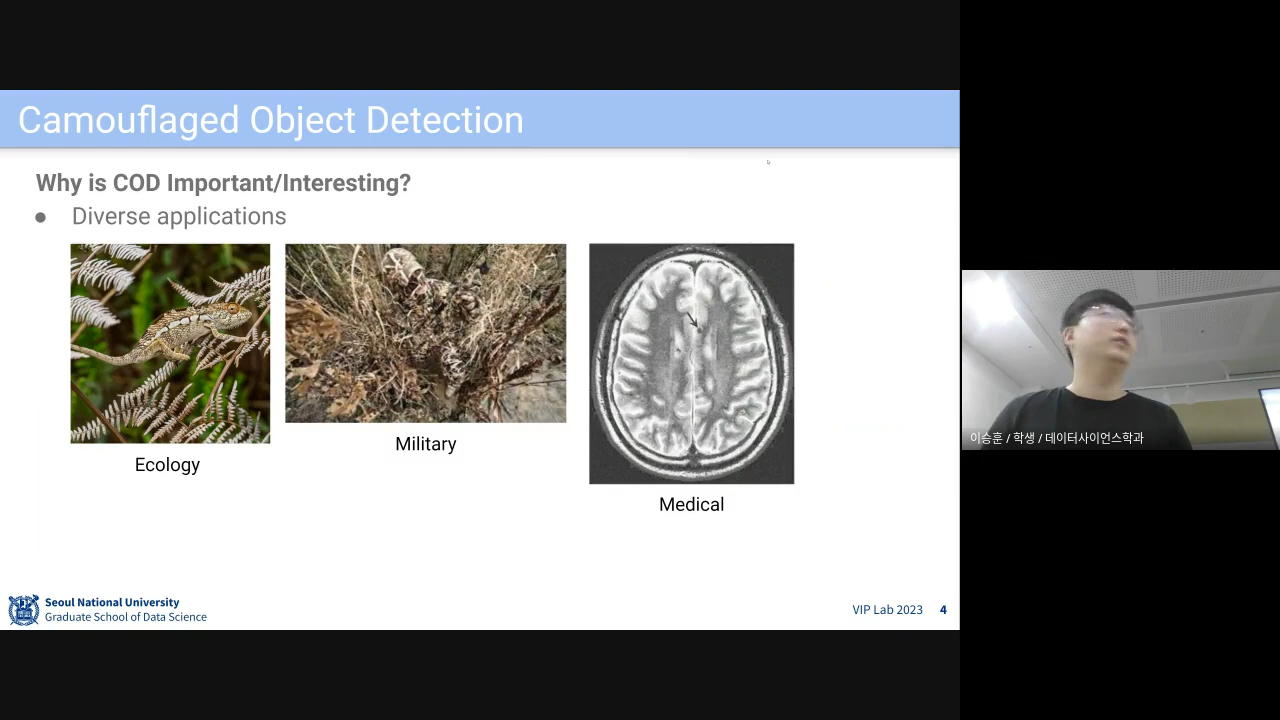 Camouflaged Object Detection
Why is COD Important/Interesting?
● Diverse applications
Ecology
Military
Medical
Seoul National University
Graduate School of Data Science
VIP Lab 2023 4
이승훈 / 학생 / 데이터사이언스학과